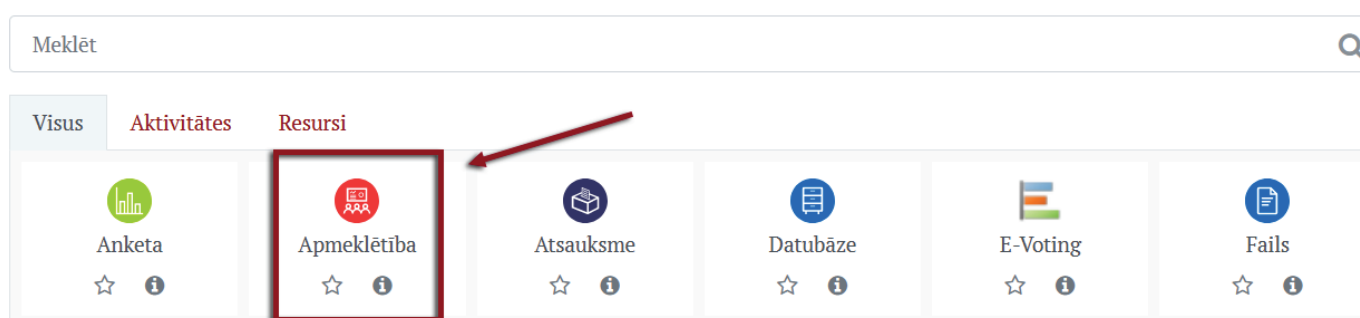 Meklēt
Visus Aktivitātes Resursi
Anketa Apmeklētība Atsauksme Datubāze E-Voting Fails